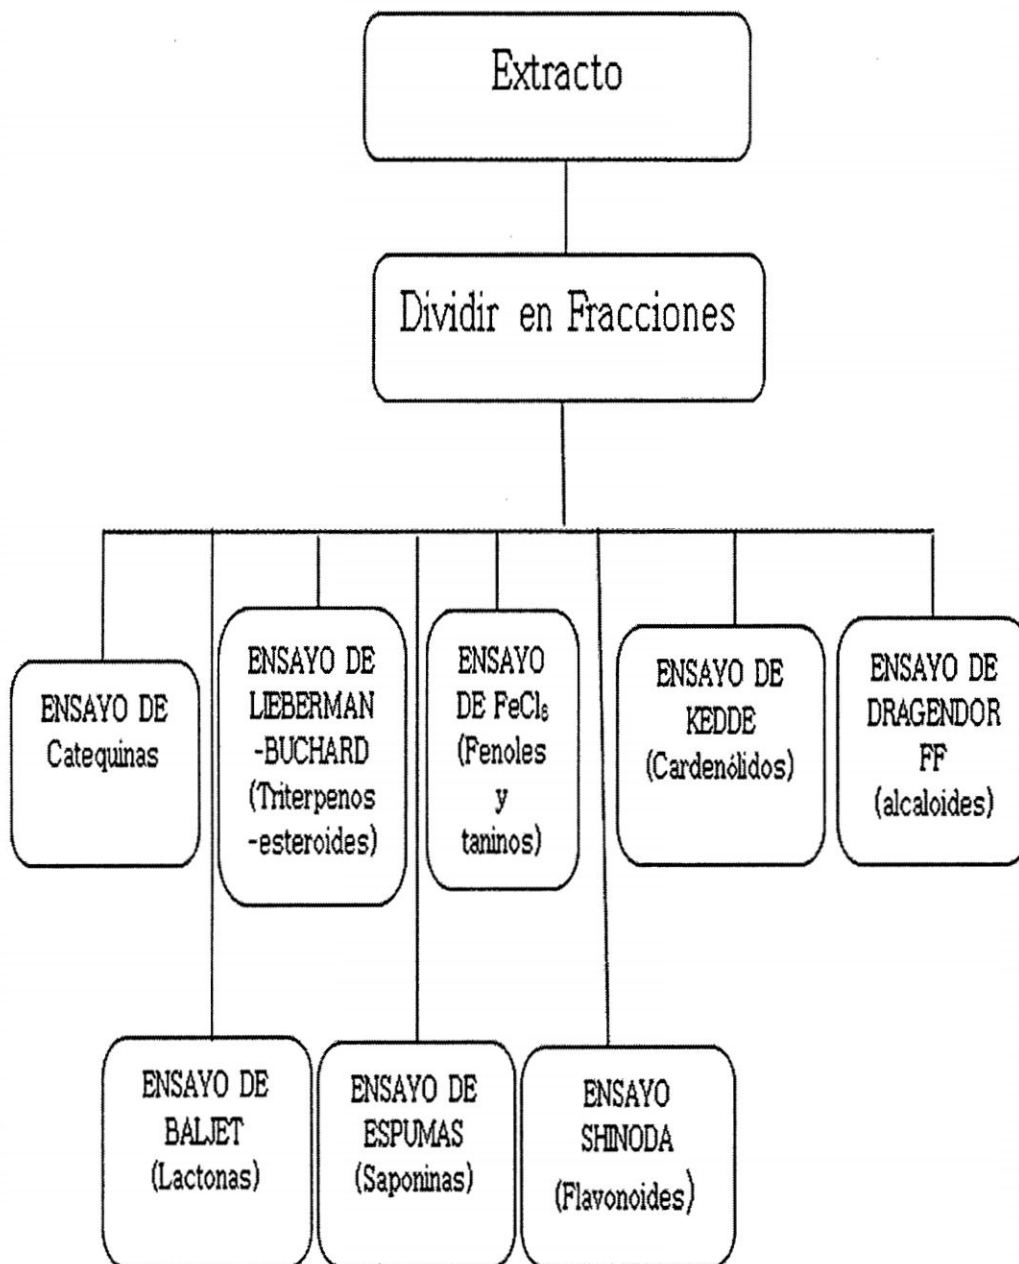 Extracto
Dividir en Fracciones
ENSAYO DE
Catequinas
ENSAYO DE
LIEBERMAN
-BUCHARD
(Triterpenos
-esteroides)
ENSAYO
DE FeCl₈
(Fenoles
y
taninos)
ENSAYO DE
KEDDE
(Cardenólidos)
ENSAYO DE
DRAGENDOR
FF
(alcaloides)
ENSAYO DE
BALJET
(Lactonas)
ENSAYO DE
ESPUMAS
(Saponinas)
ENSAYO
SHINODA
(Flavonoides)